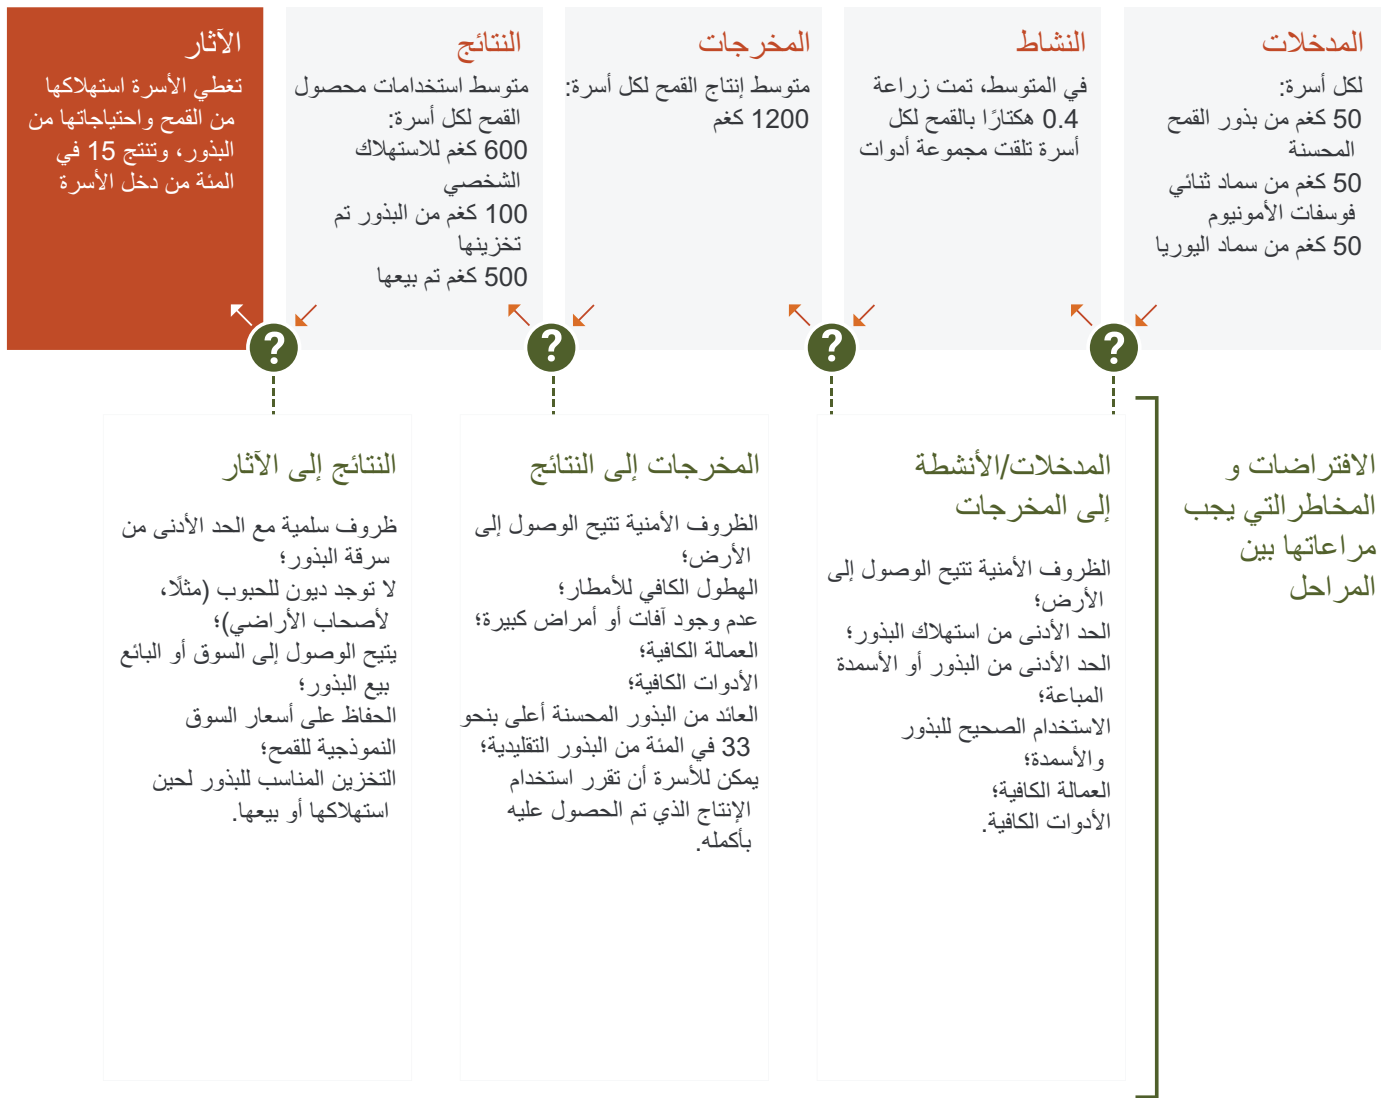 المدخلات
لكل أسرة:
50 كغم من بذور القمح
المحسنة
50 كغم من سماد ثنائي
فوسفات الأمونيوم
50 كغم من سماد اليوريا
النشاط
في المتوسط، تمت زراعة
0.4 هكتارًا بالقمح لكل
أسرة تلقت مجموعة أدوات
المخرجات
متوسط إنتاج القمح لكل أسرة:
1200 كغم
النتائج
متوسط استخدامات محصول
القمح لكل أسرة:
600 كغم للاستهلاك
الشخصي
100 كغم من البذور تم
تخزينها
500 كغم تم بيعها
الآثار
تغطي الأسرة استهلاكها
من القمح واحتياجاتها من
البذور، وتنتج 15 في
المئة من دخل الأسرة
?
?
?
?
الافتراضات و
المخاطرالتي يجب
مراعاتها بين
المراحل
المدخلات/الأنشطة
إلى المخرجات
الظروف الأمنية تتيح الوصول إلى
الأرض؛
الحد الأدنى من استهلاك البذور؛
الحد الأدنى من البذور أو الأسمدة
المباعة؛
الاستخدام الصحيح للبذور
والأسمدة؛
العمالة الكافية؛
الأدوات الكافية.
المخرجات إلى النتائج
الظروف الأمنية تتيح الوصول إلى
الأرض؛
الهطول الكافي للأمطار؛
عدم وجود آفات أو أمراض كبيرة؛
العمالة الكافية؛
الأدوات الكافية؛
العائد من البذور المحسنة أعلى بنحو
33 في المئة من البذور التقليدية؛
يمكن للأسرة أن تقرر استخدام
الإنتاج الذي تم الحصول عليه
بأكمله.
النتائج إلى الآثار
ظروف سلمية مع الحد الأدنى من
سرقة البذور؛
لا توجد ديون للحبوب (مثلًا،
لأصحاب الأراضي)؛
يتيح الوصول إلى السوق أو البائع
بيع البذور؛
الحفاظ على أسعار السوق
النموذجية للقمح؛
التخزين المناسب للبذور لحين
استهلاكها أو بيعها.